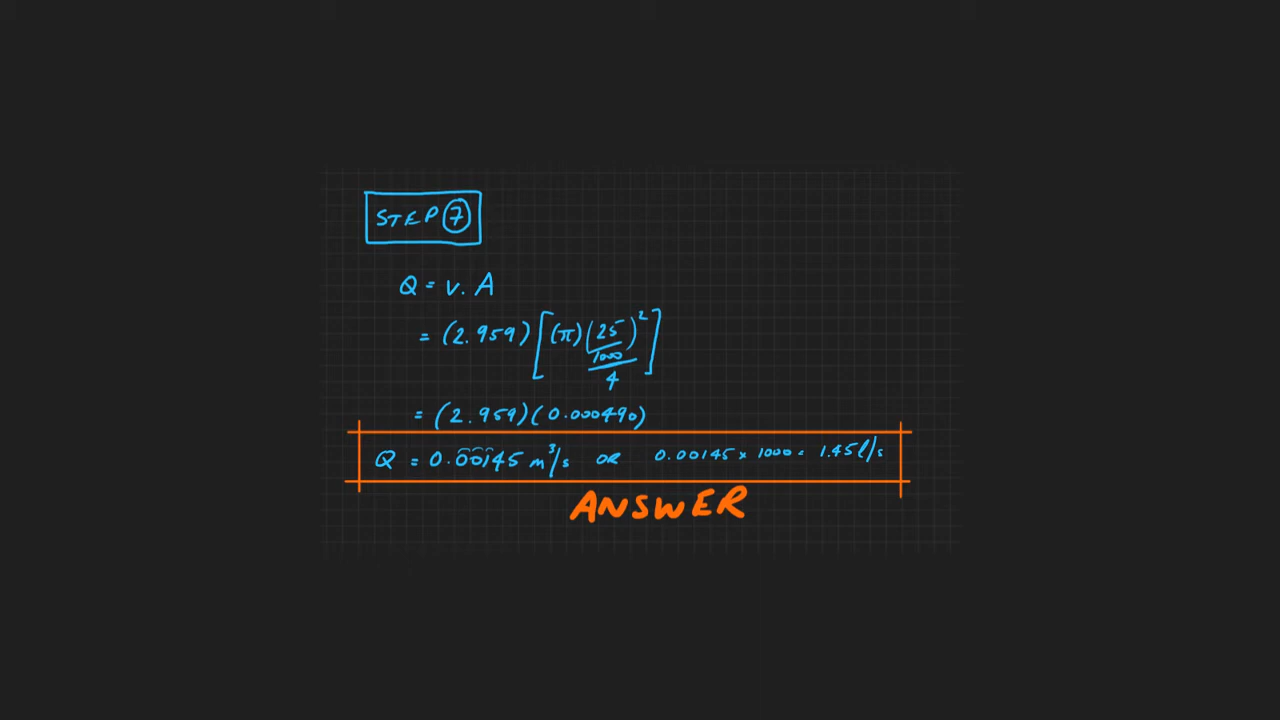 STEP 7
Q = v. A
= (2.959) [(π)(25/1000)²/4]
= (2.959)(0.000490)
Q = 0.00145 m³/s OR 0.00145 x 1000 = 1.45 l/s
ANSWER